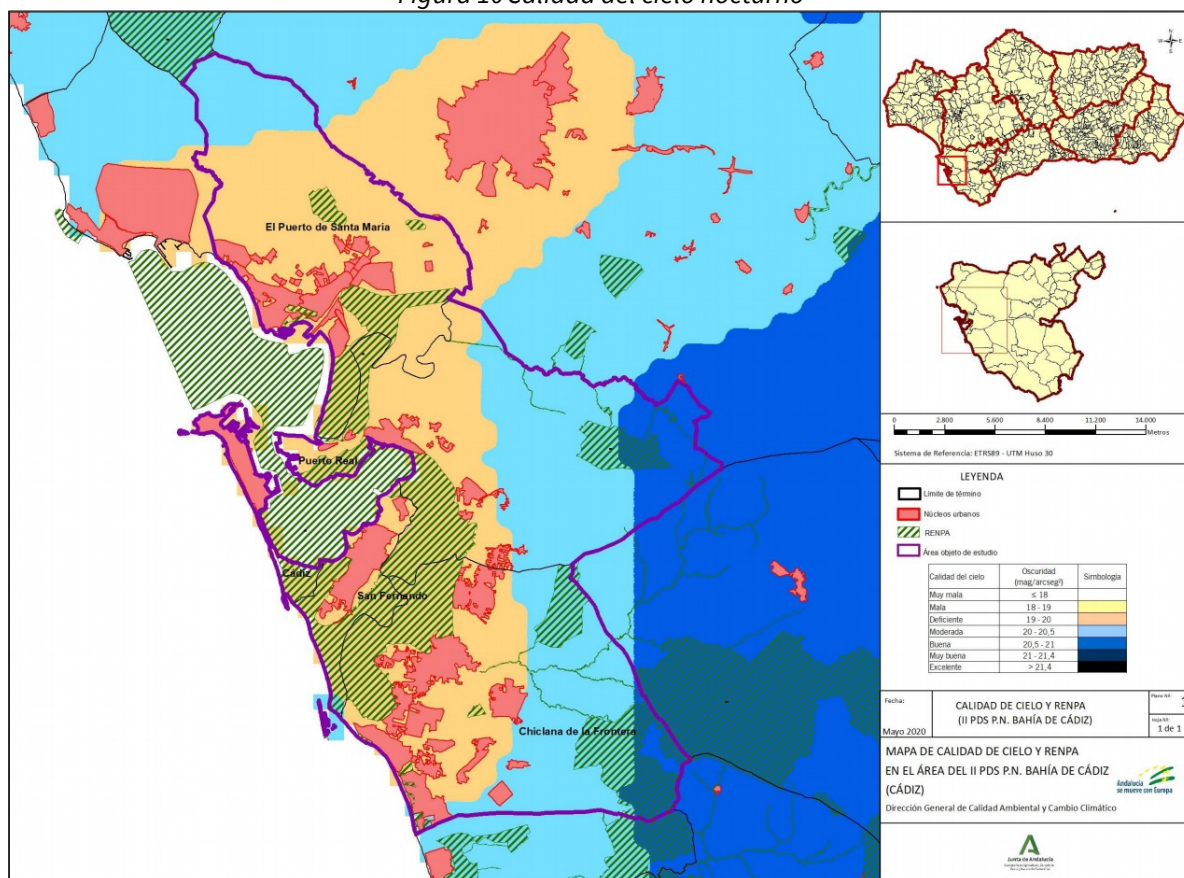 Figura 10 Calidad del cielo nocturno
El Puerto de Santa María
Puerto Real
Cádiz
San Fernando
Chiclana de la Frontera
N
W
E
S
0
2.800
5.600
8.400
11.200
14.000
Metros
Sistema de Referencia: ETRS89 - UTM Huso 30
LEYENDA
Límite de término
Núcleos urbanos
RENPA
Área objeto de estudio
Calidad del cielo
Oscuridad
(mag/arcseg²)
Simbología
Muy mala
≤ 18
Mala
18 - 19
Deficiente
19 - 20
Moderada
20 - 20,5
Buena
20,5 - 21
Muy buena
21 - 21,4
Excelente
> 21,4
Fecha:
Mayo 2020
CALIDAD DE CIELO Y RENPA
(II PDS P.N. BAHÍA DE CÁDIZ)
1 de 1
MAPA DE CALIDAD DE CIELO Y RENPA
EN EL ÁREA DEL II PDS P.N. BAHÍA DE CÁDIZ
(CÁDIZ)
Andalucía
se mueve con Europa
Dirección General de Calidad Ambiental y Cambio Climático
Junta de Andalucía